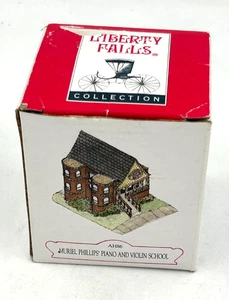 LIBERTY
FALLS®
COLLECTION
AH86
MURIEL PHILLIPS' PIANO AND VIOLIN SCHOOL